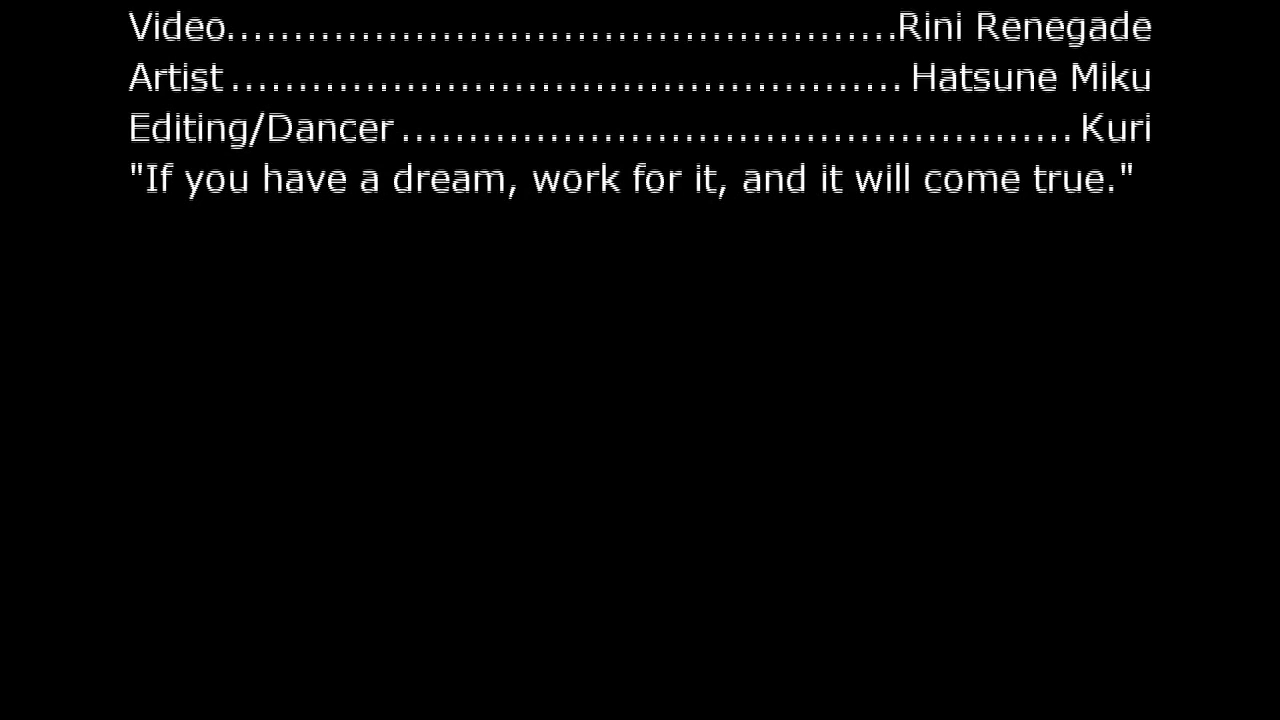 Video..................................................Rini Renegade
Artist .................................................. Hatsune Miku
Editing/Dancer .................................................. Kuri
"If you have a dream, work for it, and it will come true."